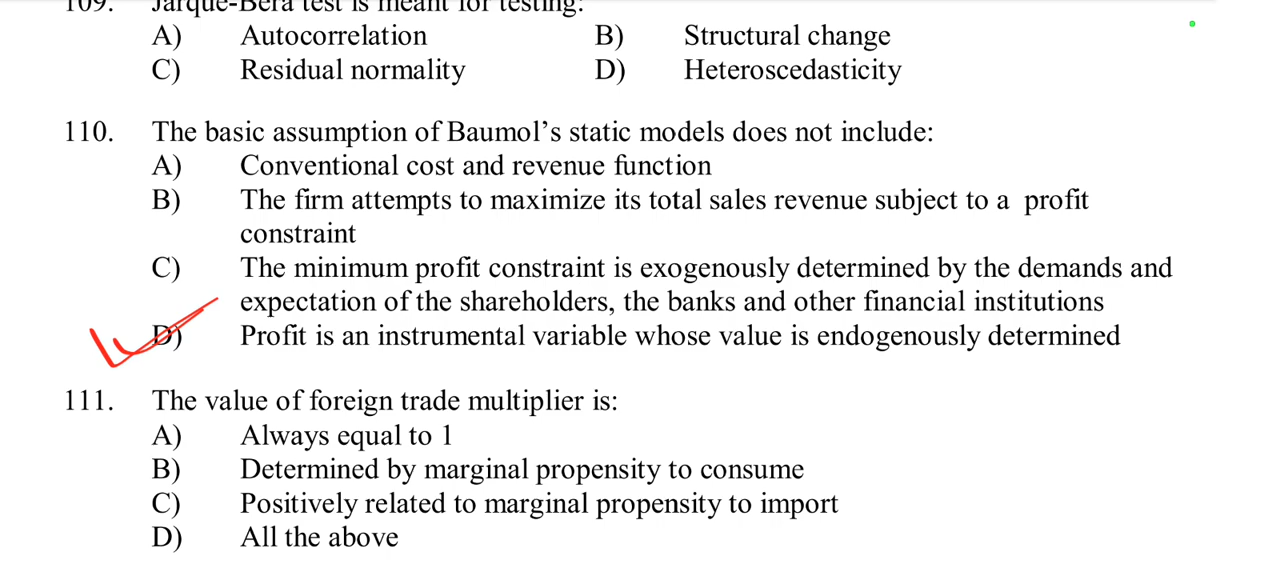 109. Jarque-Bera test is meant for testing:
A) Autocorrelation B) Structural change
C) Residual normality D) Heteroscedasticity
110. The basic assumption of Baumol’s static models does not include:
A) Conventional cost and revenue function
B) The firm attempts to maximize its total sales revenue subject to a profit
constraint
C) The minimum profit constraint is exogenously determined by the demands and
expectation of the shareholders, the banks and other financial institutions
D) Profit is an instrumental variable whose value is endogenously determined
111. The value of foreign trade multiplier is:
A) Always equal to 1
B) Determined by marginal propensity to consume
C) Positively related to marginal propensity to import
D) All the above